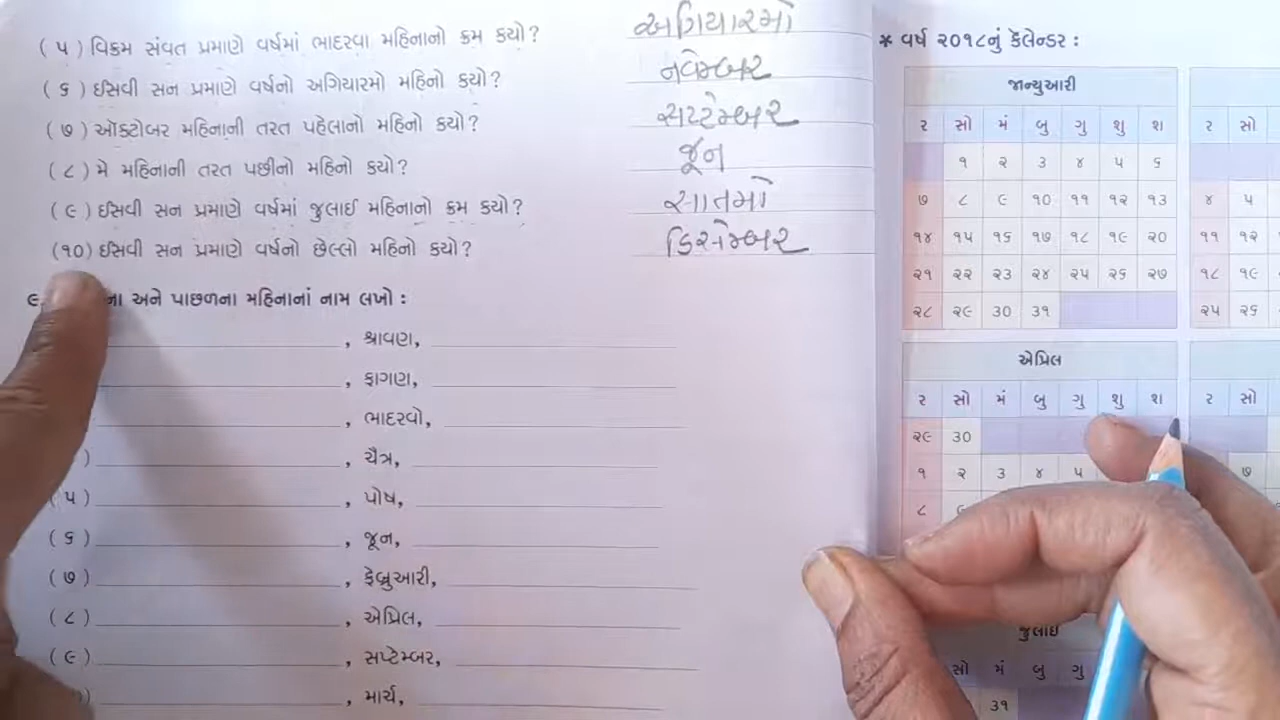 (૫) વિક્રમ સંવત પ્રમાણે વર્ષમાં ભાદરવા મહિનાનો ક્રમ કયો? અગિયારમો
(૬) ઈસવી સન પ્રમાણે વર્ષનો અગિયારમો મહિનો કયો? નવેમ્બર
(૭) ઑક્ટોબર મહિનાની તરત પહેલાનો મહિનો કયો? સપ્ટેમ્બર
(૮) મે મહિનાની તરત પછીનો મહિનો કયો? જૂન
(૯) ઈસવી સન પ્રમાણે વર્ષમાં જુલાઈ મહિનાનો ક્રમ કયો? સાતમો
(૧૦) ઈસવી સન પ્રમાણે વર્ષનો છેલ્લો મહિનો કયો? ડિસેમ્બર
૯. અને પાછળના મહિનાનાં નામ લખો :
, શ્રાવણ,
, ફાગણ,
, ભાદરવો,
) , ચૈત્ર,
૫) , પોષ,
(૬) , જૂન,
(૭) , ફેબ્રુઆરી,
(૮) , એપ્રિલ,
(૯) , સપ્ટેમ્બર,
) , માર્ચ,
* વર્ષ ૨૦૧૮નું કૅલેન્ડર :
જાન્યુઆરી
ર સો મં બુ ગુ શુ શ ર સો
૧ ૨ ૩ ૪ ૫ ૬
૭ ૮ ૯ ૧૦ ૧૧ ૧૨ ૧૩ ૪ ૫
૧૪ ૧૫ ૧૬ ૧૭ ૧૮ ૧૯ ૨૦ ૧૧ ૧૨
૨૧ ૨૨ ૨૩ ૨૪ ૨૫ ૨૬ ૨૭ ૧૮ ૧૯
૨૮ ૨૯ ૩૦ ૩૧ ૨૫ ૨૬
એપ્રિલ
ર સો મં બુ ગુ શુ શ ર સો
૨૯ ૩૦
૧ ૨ ૩ ૪ ૫ ૭
૮
જુલાઈ
સો મં બુ ગુ
૩૧